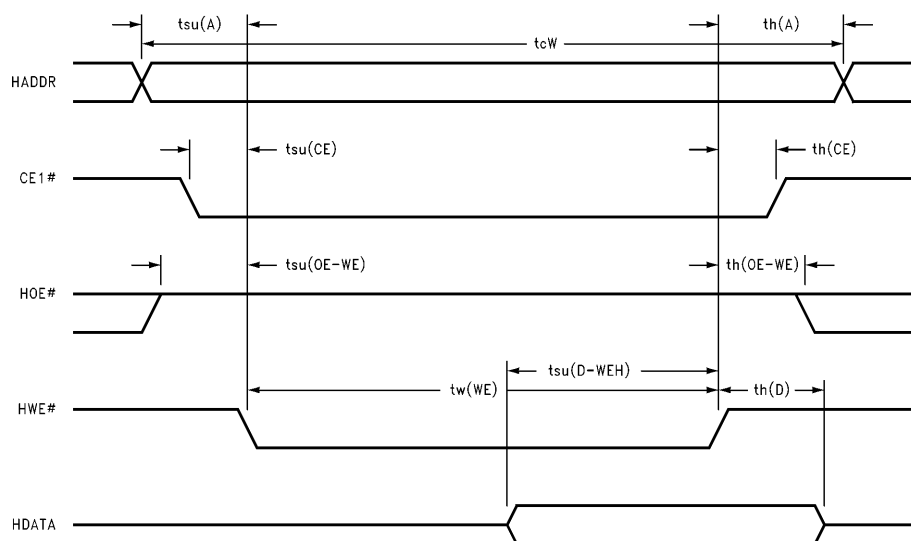 tsu(A)
th(A)
tcW
HADDR
tsu(CE)
th(CE)
CE1#
tsu(OE-WE)
th(OE-WE)
HOE#
tsu(D-WEH)
tw(WE)
th(D)
HWE#
HDATA